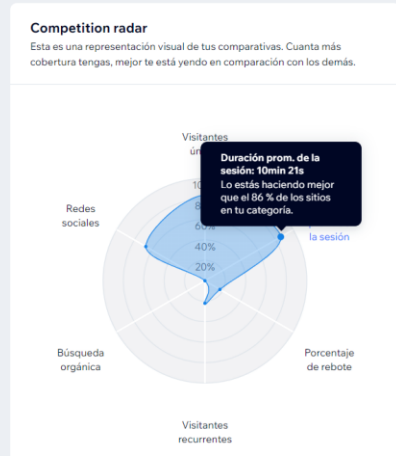 Competition radar
Esta es una representación visual de tus comparativas. Cuanta más
cobertura tengas, mejor te está yendo en comparación con los demás.
Visitantes
Duración prom. de la
sesión: 10min 21s
Lo estás haciendo mejor
que el 86 % de los sitios
en tu categoría.
Redes
sociales
la sesión
60%
40%
20%
Búsqueda
orgánica
Porcentaje
de rebote
Visitantes
recurrentes